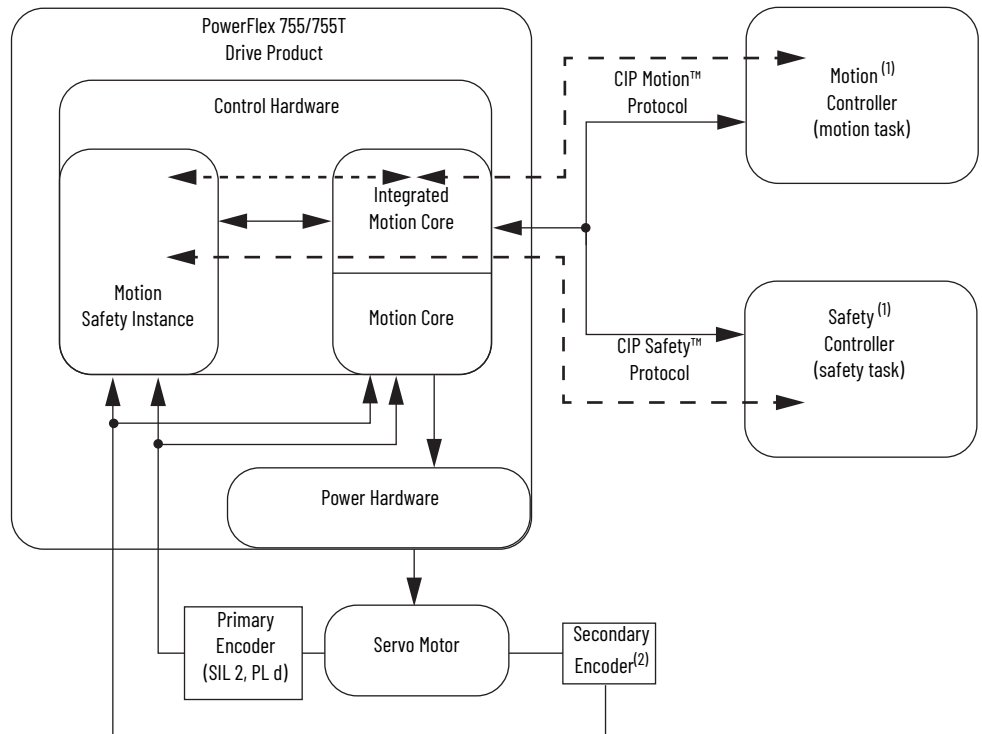 PowerFlex 755/755T
Drive Product
Control Hardware
Motion
Safety Instance
Integrated
Motion Core
Motion Core
Power Hardware
CIP Motion™
Protocol
Motion (1)
Controller
(motion task)
CIP Safety™
Protocol
Safety (1)
Controller
(safety task)
Primary
Encoder
(SIL 2, PL d)
Servo Motor
Secondary
Encoder(2)